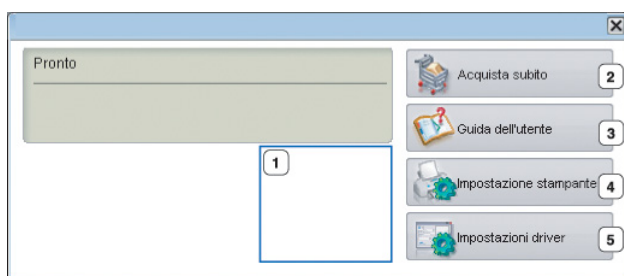 Pronto
Acquista subito
2
Guida dell'utente
3
1
Impostazione stampante
4
Impostazioni driver
5